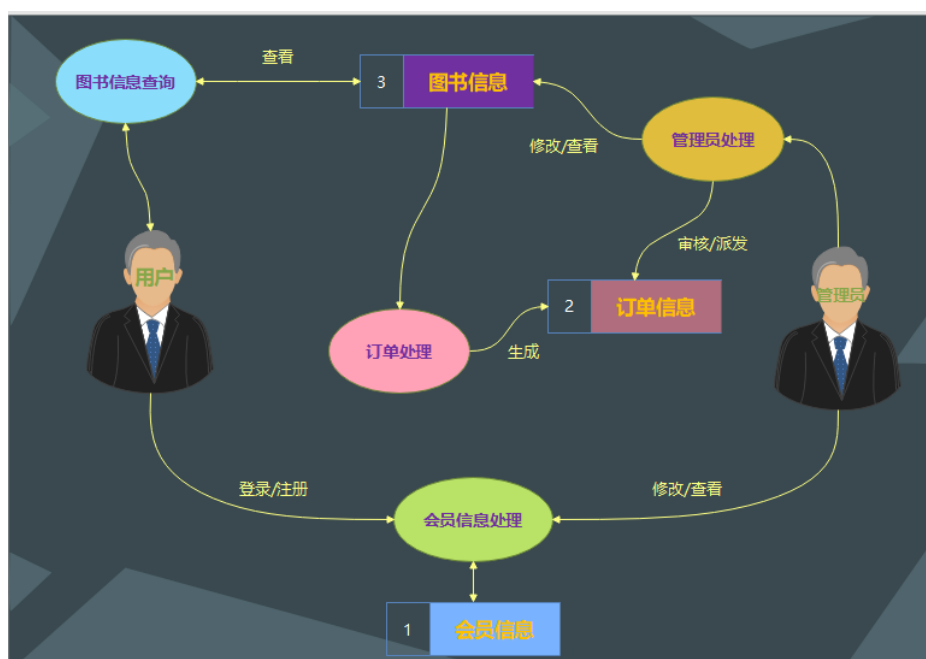 查看
图书信息查询
3
图书信息
修改/查看
管理员处理
审核/派发
用户
管理员
2
订单信息
订单处理
生成
登录/注册
修改/查看
会员信息处理
1
会员信息